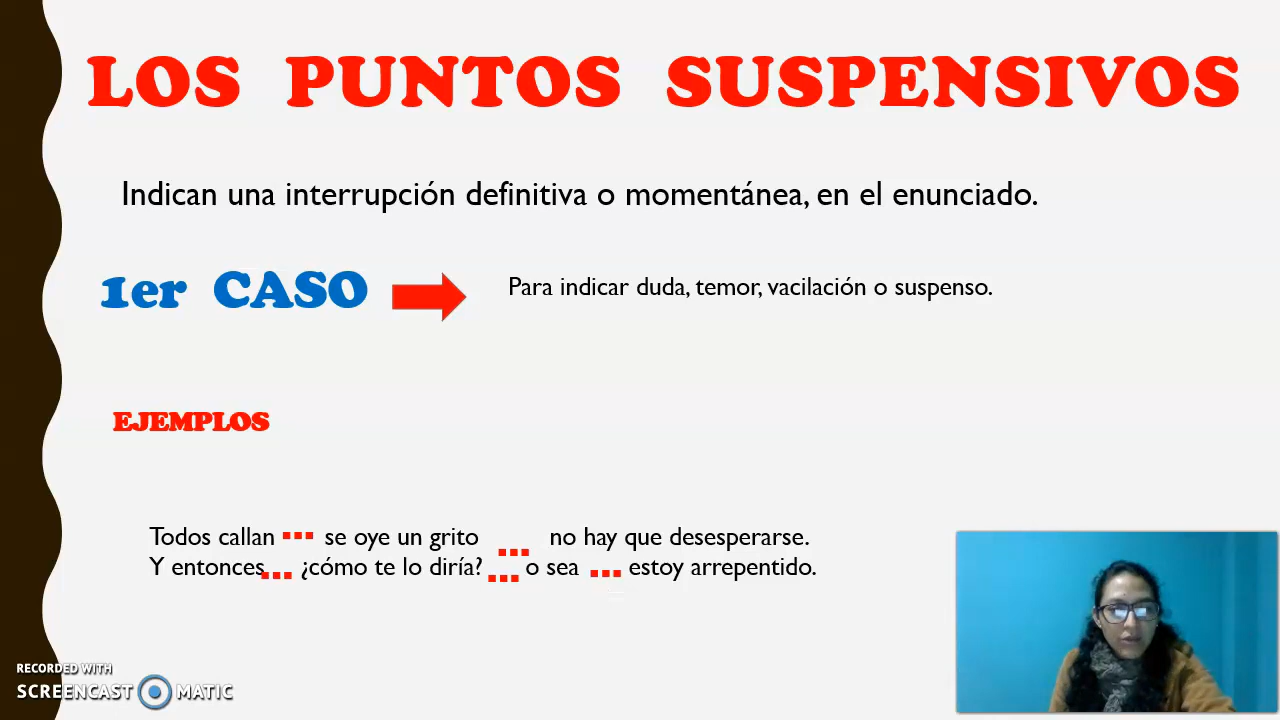 LOS PUNTOS SUSPENSIVOS
Indican una interrupción definitiva o momentánea, en el enunciado.
1er CASO
Para indicar duda, temor, vacilación o suspenso.
EJEMPLOS
Todos callan ... se oye un grito ... no hay que desesperarse.
Y entonces... ¿cómo te lo diría? ... o sea ... estoy arrepentido.
RECORDED WITH
SCREENCAST MATIC